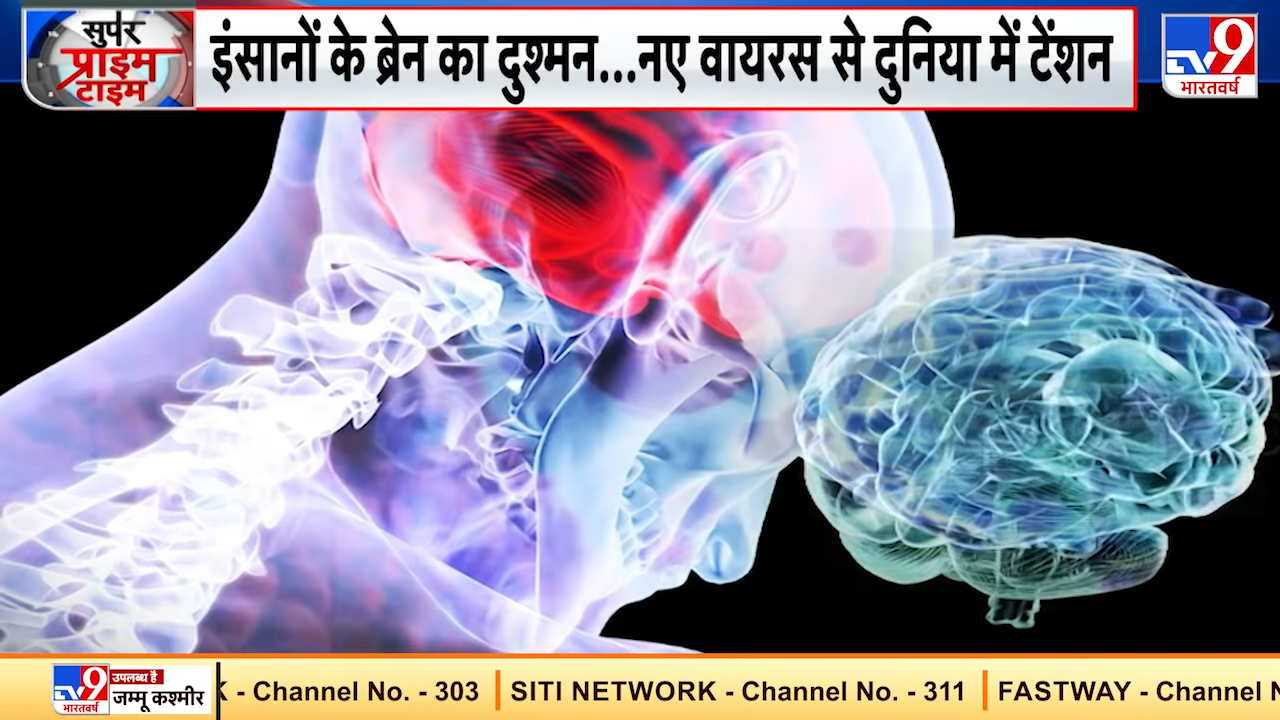 सुपर
प्राइम
टाइम
इंसानों के ब्रेन का दुश्मन...नए वायरस से दुनिया में टेंशन
TV9
भारतवर्ष
TV9
भारतवर्ष
उपलब्ध है
जम्मू कश्मीर
- Channel No. - 303 | SITI NETWORK - Channel No. - 311 | FASTWAY - Channel